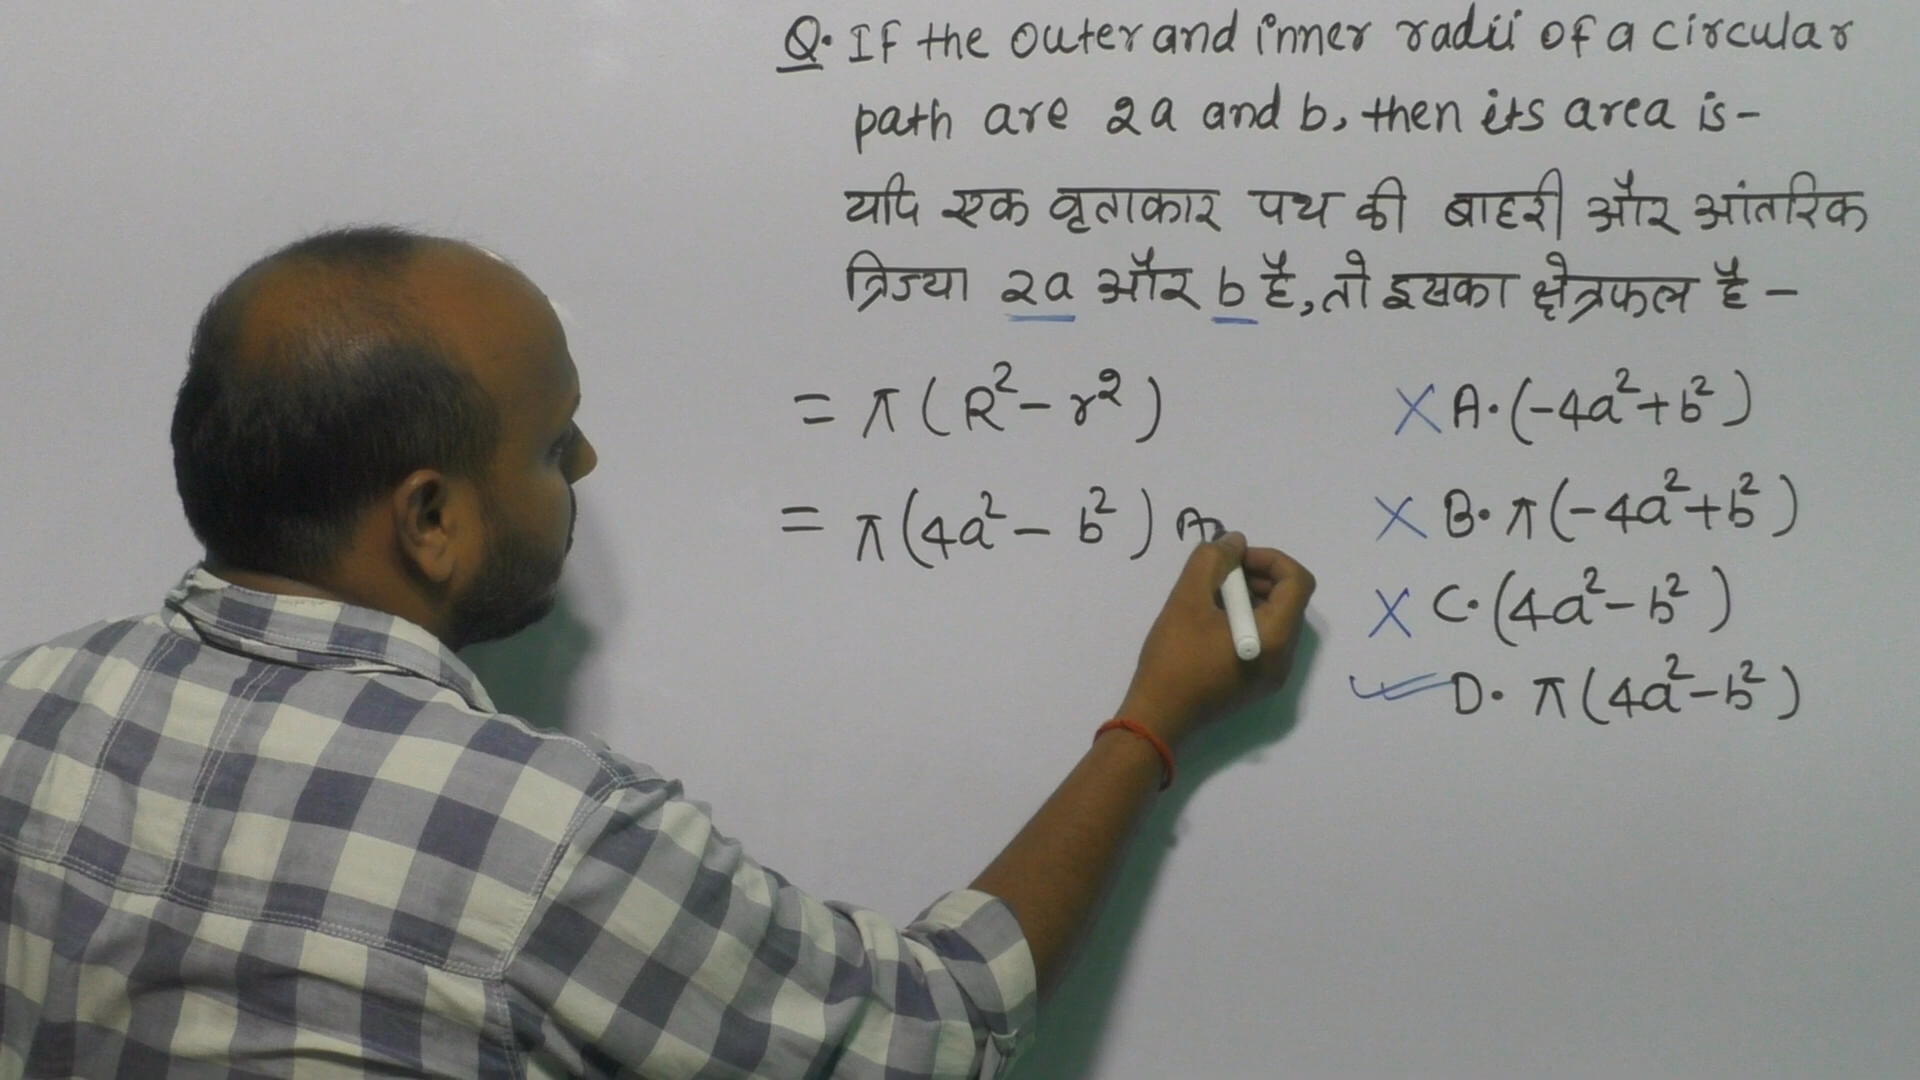 Q. If the outer and inner radii of a circular
path are 2a and b, then its area is-
यदि एक वृताकार पथ की बाहरी और आंतरिक
त्रिज्या 2a और b है, तो इसका क्षेत्रफल है -
= π(R²- r²)
= π(4a² - b²) A
X A. (-4a²+b²)
X B. π(-4a²+b²)
X C. (4a²-b²)
✓ D. π(4a²-b²)